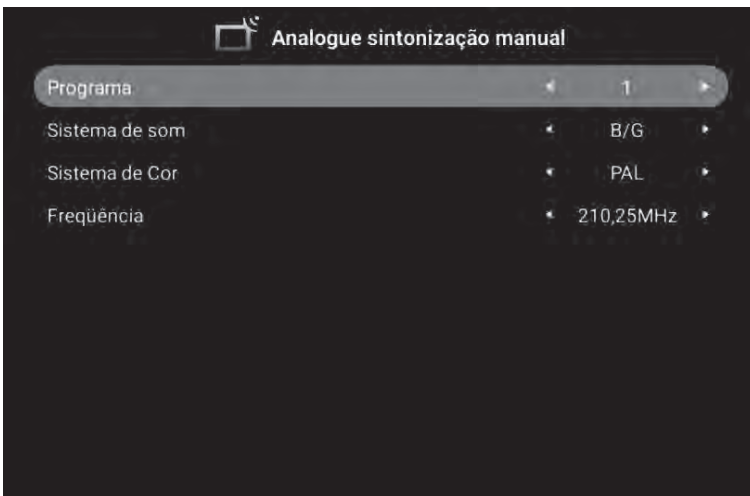 Analogue sintonização manual
Programa 1
Sistema de som B/G
Sistema de Cor PAL
Freqüência 210,25MHz